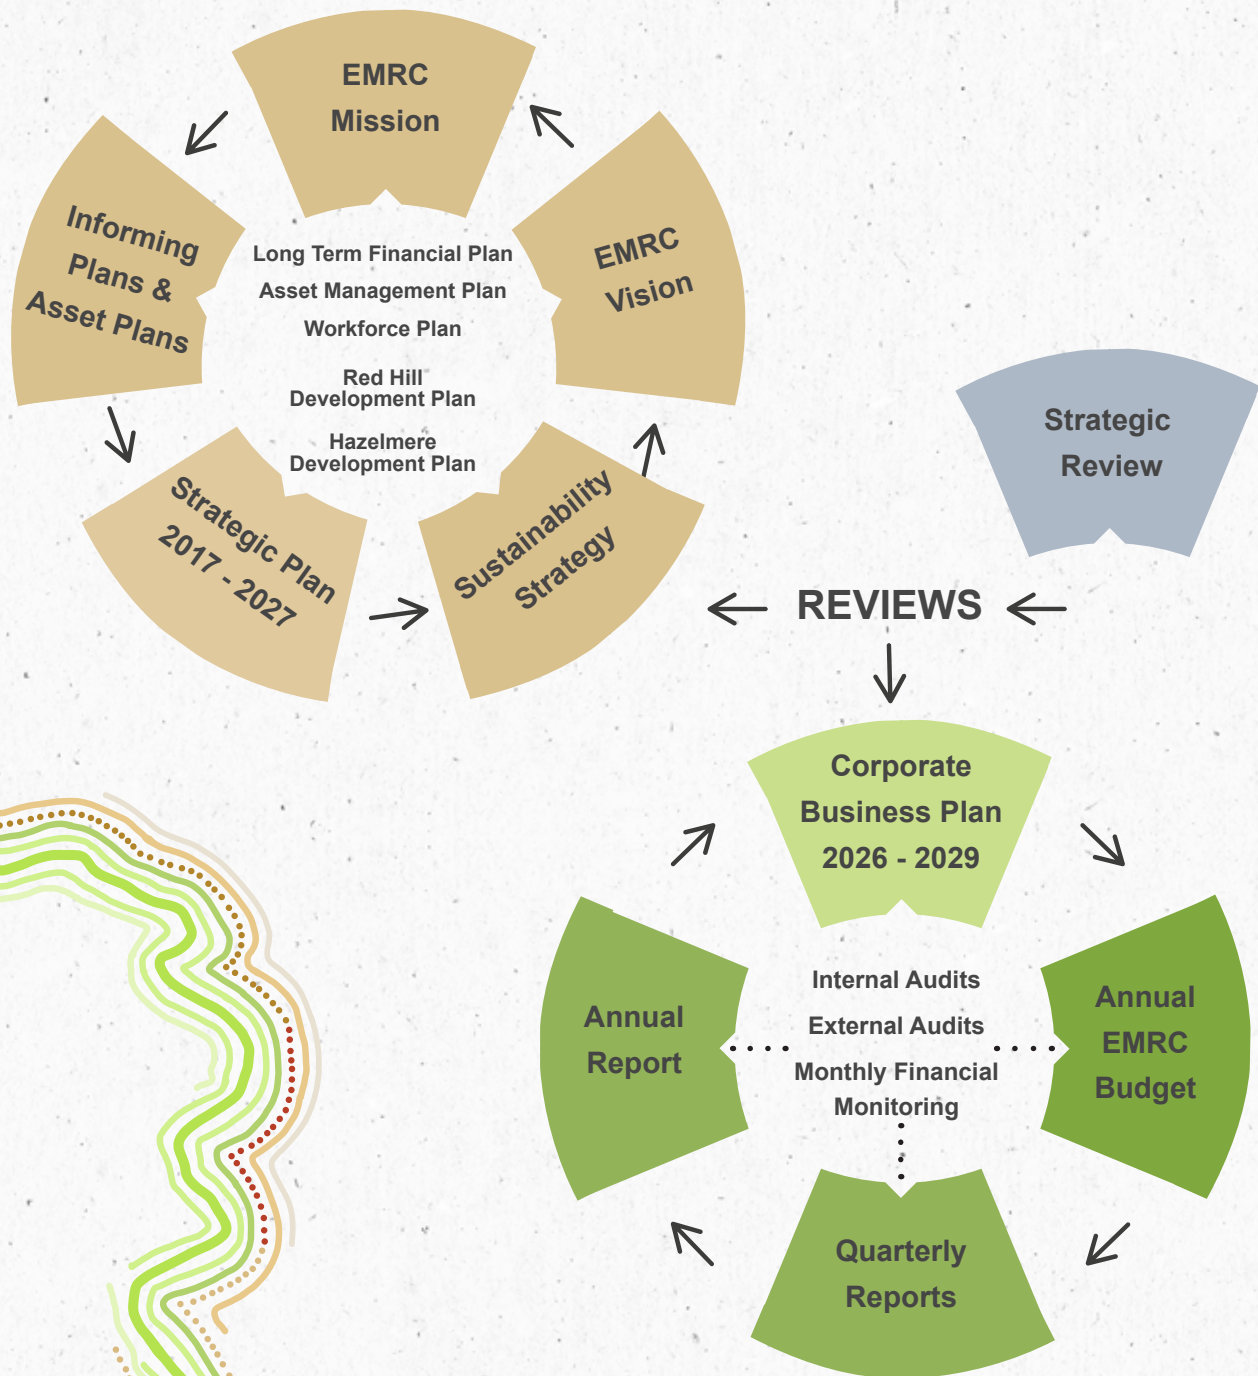 EMRC
Mission
Informing
Plans &
Asset Plans
EMRC
Vision
Long Term Financial Plan
Asset Management Plan
Workforce Plan
Red Hill
Development Plan
Hazelmere
Development Plan
Strategic Plan
2017 - 2027
Sustainability
Strategy
Strategic
Review
REVIEWS
Corporate
Business Plan
2026 - 2029
Annual
Report
Internal Audits
External Audits
Monthly Financial
Monitoring
Annual
EMRC
Budget
Quarterly
Reports